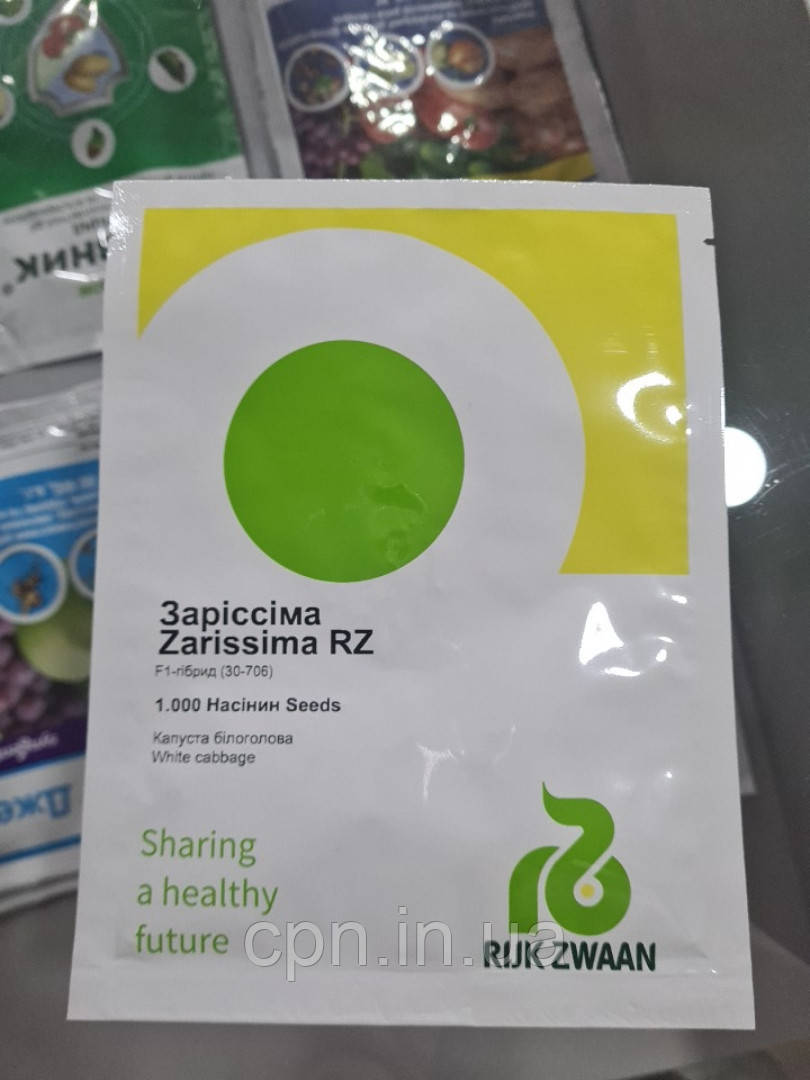 Заріссіма
Zarissima RZ
F1-гібрид (30-706)
1.000 Насінин Seeds
Капуста білоголова
White cabbage
Sharing
a healthy
future
RIJK ZWAAN
cpn.in.ua